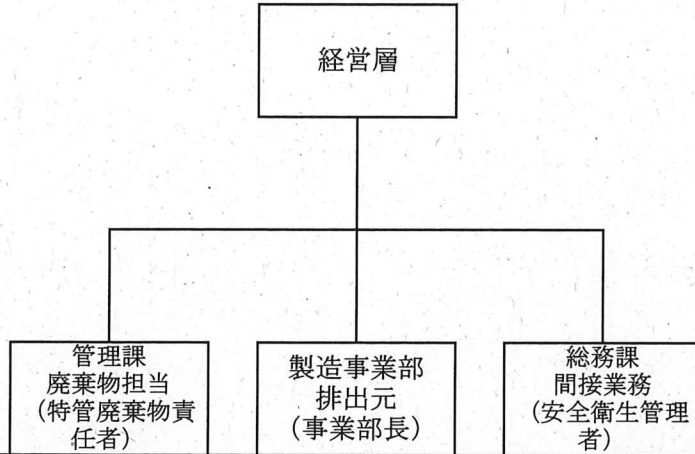 経営層
管理課
廃棄物担当
（特管廃棄物責
任者）
製造事業部
排出元
（事業部長）
総務課
間接業務
（安全衛生管理
者）